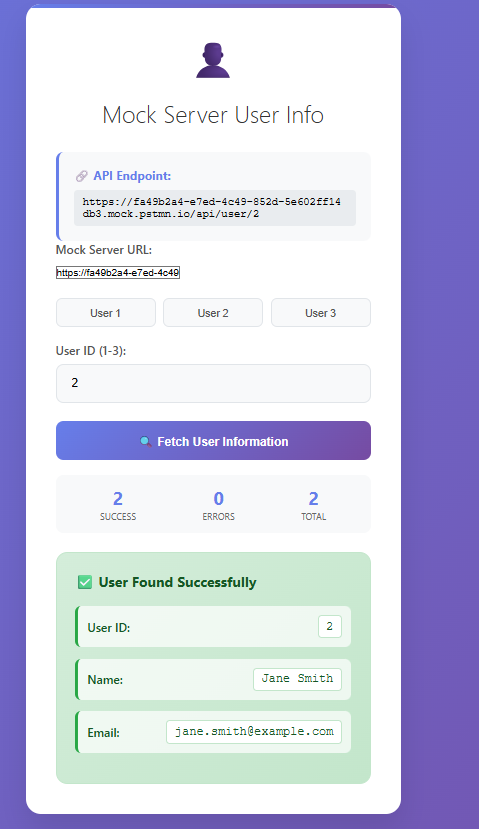 Mock Server User Info
API Endpoint:
https://fa49b2a4-e7ed-4c49-852d-5e602ff14
db3.mock.pstmn.io/api/user/2
Mock Server URL:
https://fa49b2a4-e7ed-4c49
User 1 User 2 User 3
User ID (1-3):
2
Fetch User Information
2 0 2
SUCCESS ERRORS TOTAL
User Found Successfully
User ID: 2
Name: Jane Smith
Email: jane.smith@example.com